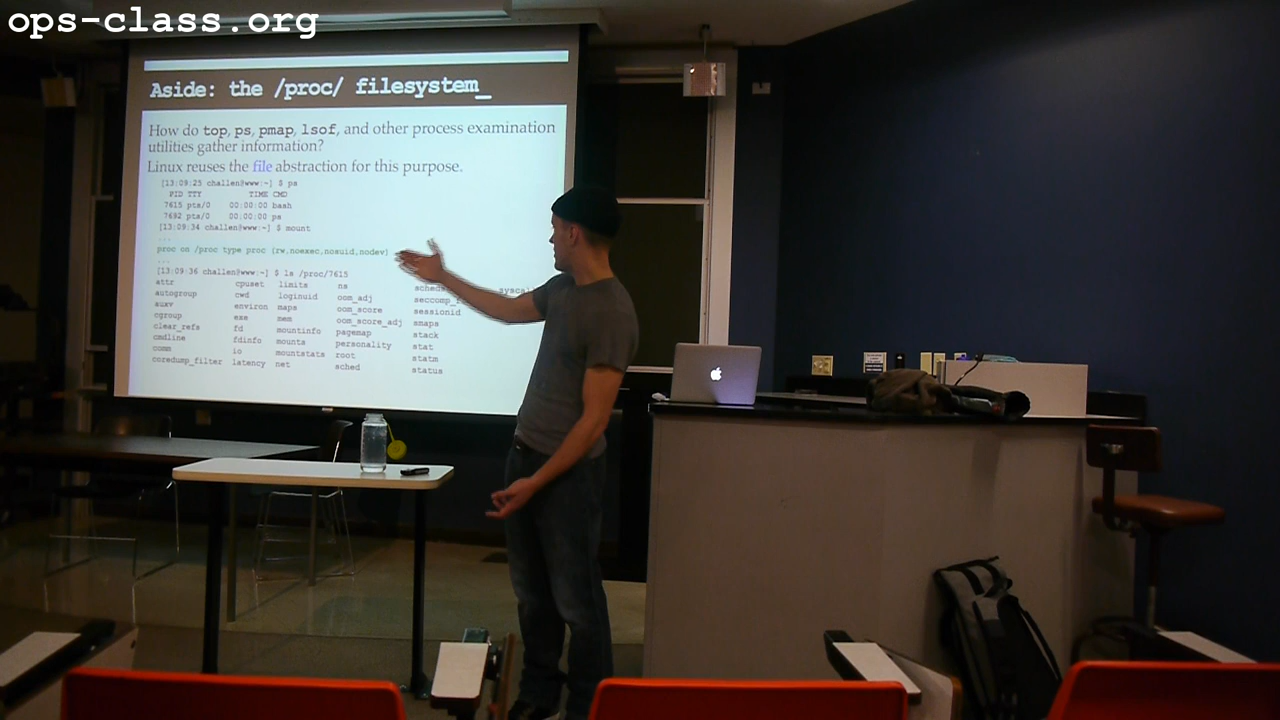 ops-class.org
Aside: the /proc/ filesystem_
How do top, ps, pmap, lsof, and other process examination
utilities gather information?
Linux reuses the file abstraction for this purpose.
[13:09:25 challen@www:~] $ ps
PID TTY TIME CMD
7615 pts/0 00:00:00 bash
7692 pts/0 00:00:00 ps
[13:09:34 challen@www:~] $ mount
...
proc on /proc type proc (rw,noexec,nosuid,nodev)
...
[13:09:36 challen@www:~] $ ls /proc/7615
attr cpuset limits ns
autogroup cwd loginuid oom_adj
auxv environ maps oom_score sessionid
cgroup exe mem oom_score_adj smaps
clear_refs fd mountinfo pagemap stack
cmdline fdinfo mounts personality stat
comm io mountstats root statm
coredump_filter latency net sched status